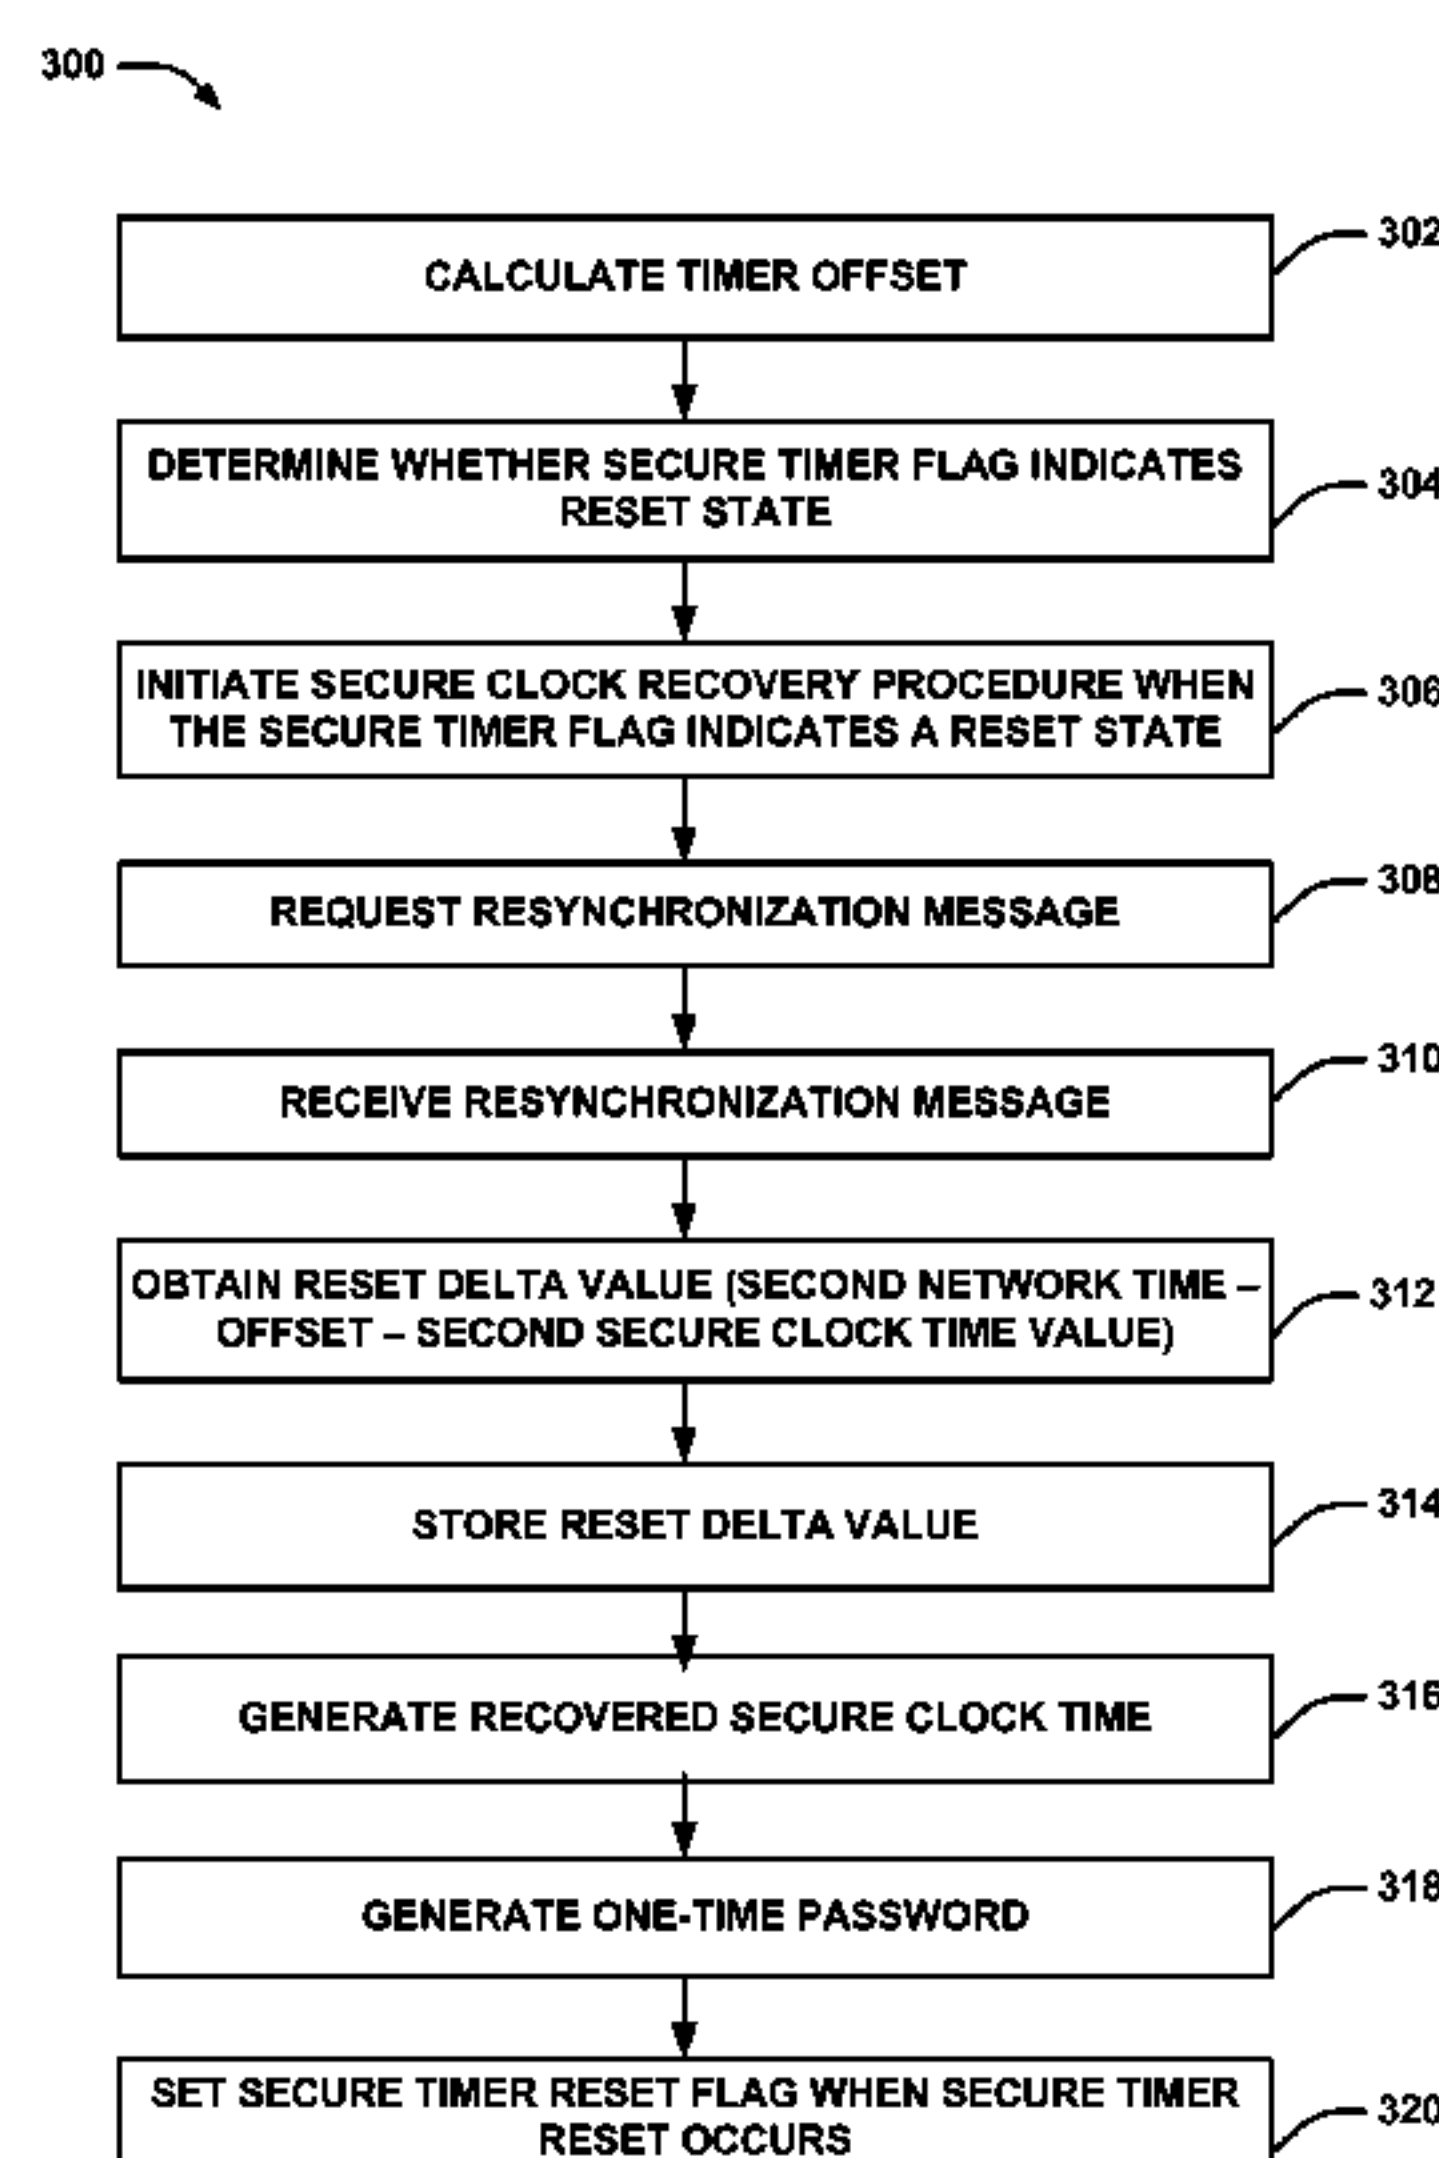 300
CALCULATE TIMER OFFSET
302
DETERMINE WHETHER SECURE TIMER FLAG INDICATES
RESET STATE
304
INITIATE SECURE CLOCK RECOVERY PROCEDURE WHEN
THE SECURE TIMER FLAG INDICATES A RESET STATE
306
REQUEST RESYNCHRONIZATION MESSAGE
308
RECEIVE RESYNCHRONIZATION MESSAGE
310
OBTAIN RESET DELTA VALUE (SECOND NETWORK TIME –
OFFSET – SECOND SECURE CLOCK TIME VALUE)
312
STORE RESET DELTA VALUE
314
GENERATE RECOVERED SECURE CLOCK TIME
316
GENERATE ONE-TIME PASSWORD
318
SET SECURE TIMER RESET FLAG WHEN SECURE TIMER
RESET OCCURS
320